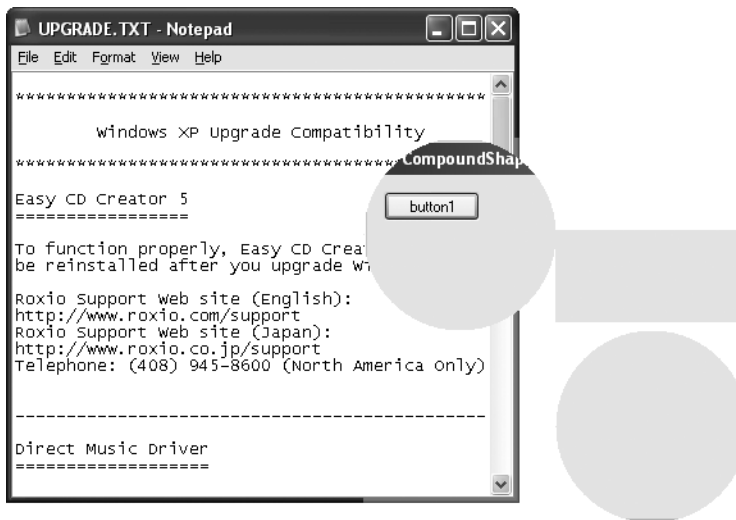 UPGRADE.TXT - Notepad
File Edit Format View Help
************************************************
Windows XP Upgrade Compatibility
****************************************
CompoundShap
button1
Easy CD Creator 5
=================
To function properly, Easy CD Crea
be reinstalled after you upgrade
Roxio Support Web site (English):
http://www.roxio.com/support
Roxio Support Web site (Japan):
http://www.roxio.co.jp/support
Telephone: (408) 945-8600 (North America Only)
------------------------------------------------
Direct Music Driver
===================